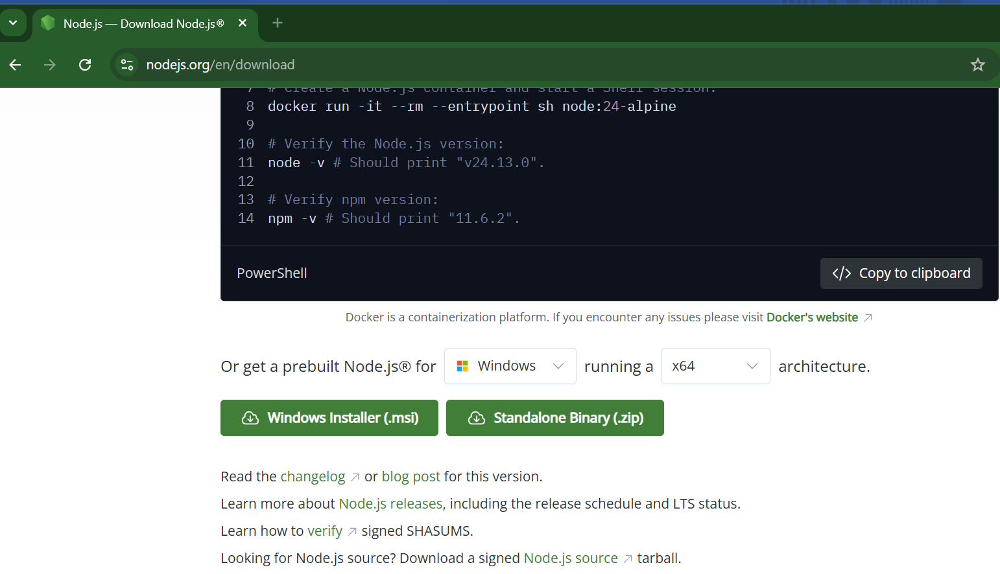 Node.js — Download Node.js®
nodejs.org/en/download
7 # Create a Node.js container and start a Shell session:
8 docker run -it --rm --entrypoint sh node:24-alpine
9
10 # Verify the Node.js version:
11 node -v # Should print "v24.13.0".
12
13 # Verify npm version:
14 npm -v # Should print "11.6.2".
PowerShell
Copy to clipboard
Docker is a containerization platform. If you encounter any issues please visit Docker's website
Or get a prebuilt Node.js® for Windows running a x64 architecture.
Windows Installer (.msi) Standalone Binary (.zip)
Read the changelog or blog post for this version.
Learn more about Node.js releases, including the release schedule and LTS status.
Learn how to verify signed SHASUMS.
Looking for Node.js source? Download a signed Node.js source tarball.